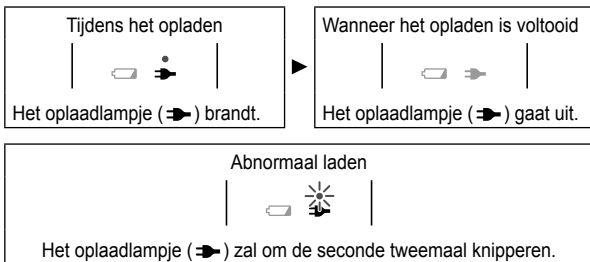 Tijdens het opladen
Het oplaadlampje ( ) brandt.
Wanneer het opladen is voltooid
Het oplaadlampje ( ) gaat uit.
Abnormaal laden
Het oplaadlampje ( ) zal om de seconde tweemaal knipperen.